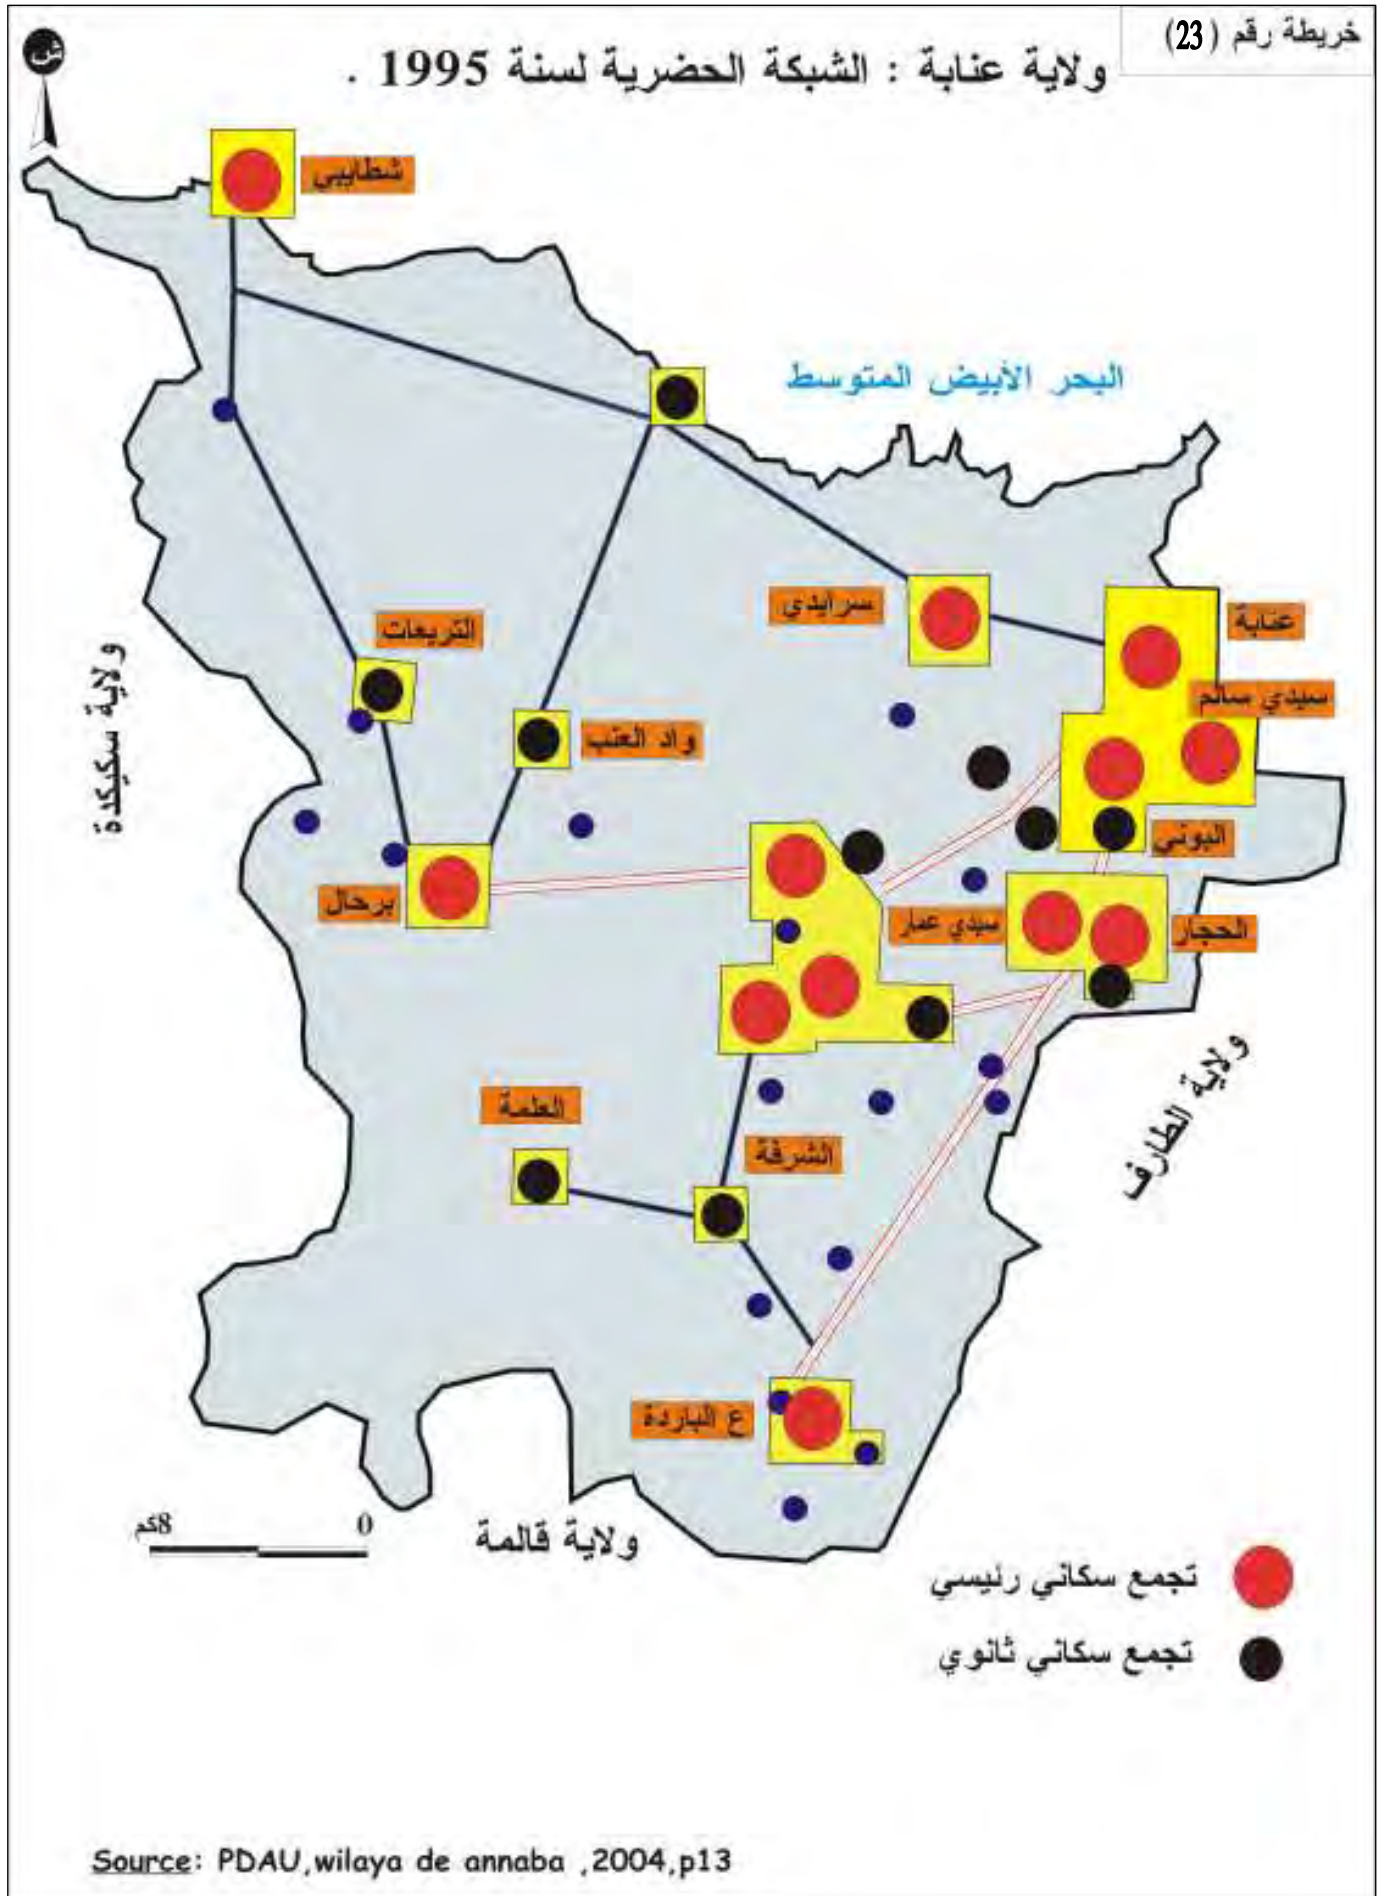 خريطة رقم (23)
ولاية عنابة : الشبكة الحضرية لسنة 1995 .
ش
شطايبي
البحر الأبيض المتوسط
سرايدي
عنابة
التريعات
سيدي سالم
واد العنب
ولاية سكيكدة
البوني
برحال
سيدي عمار
الحجار
ولاية الطارف
العلمة
الشرفة
ع الباردة
0
8كم
ولاية قالمة
تجمع سكاني رئيسي
تجمع سكاني ثانوي
Source: PDAU,wilaya de annaba ,2004,p13